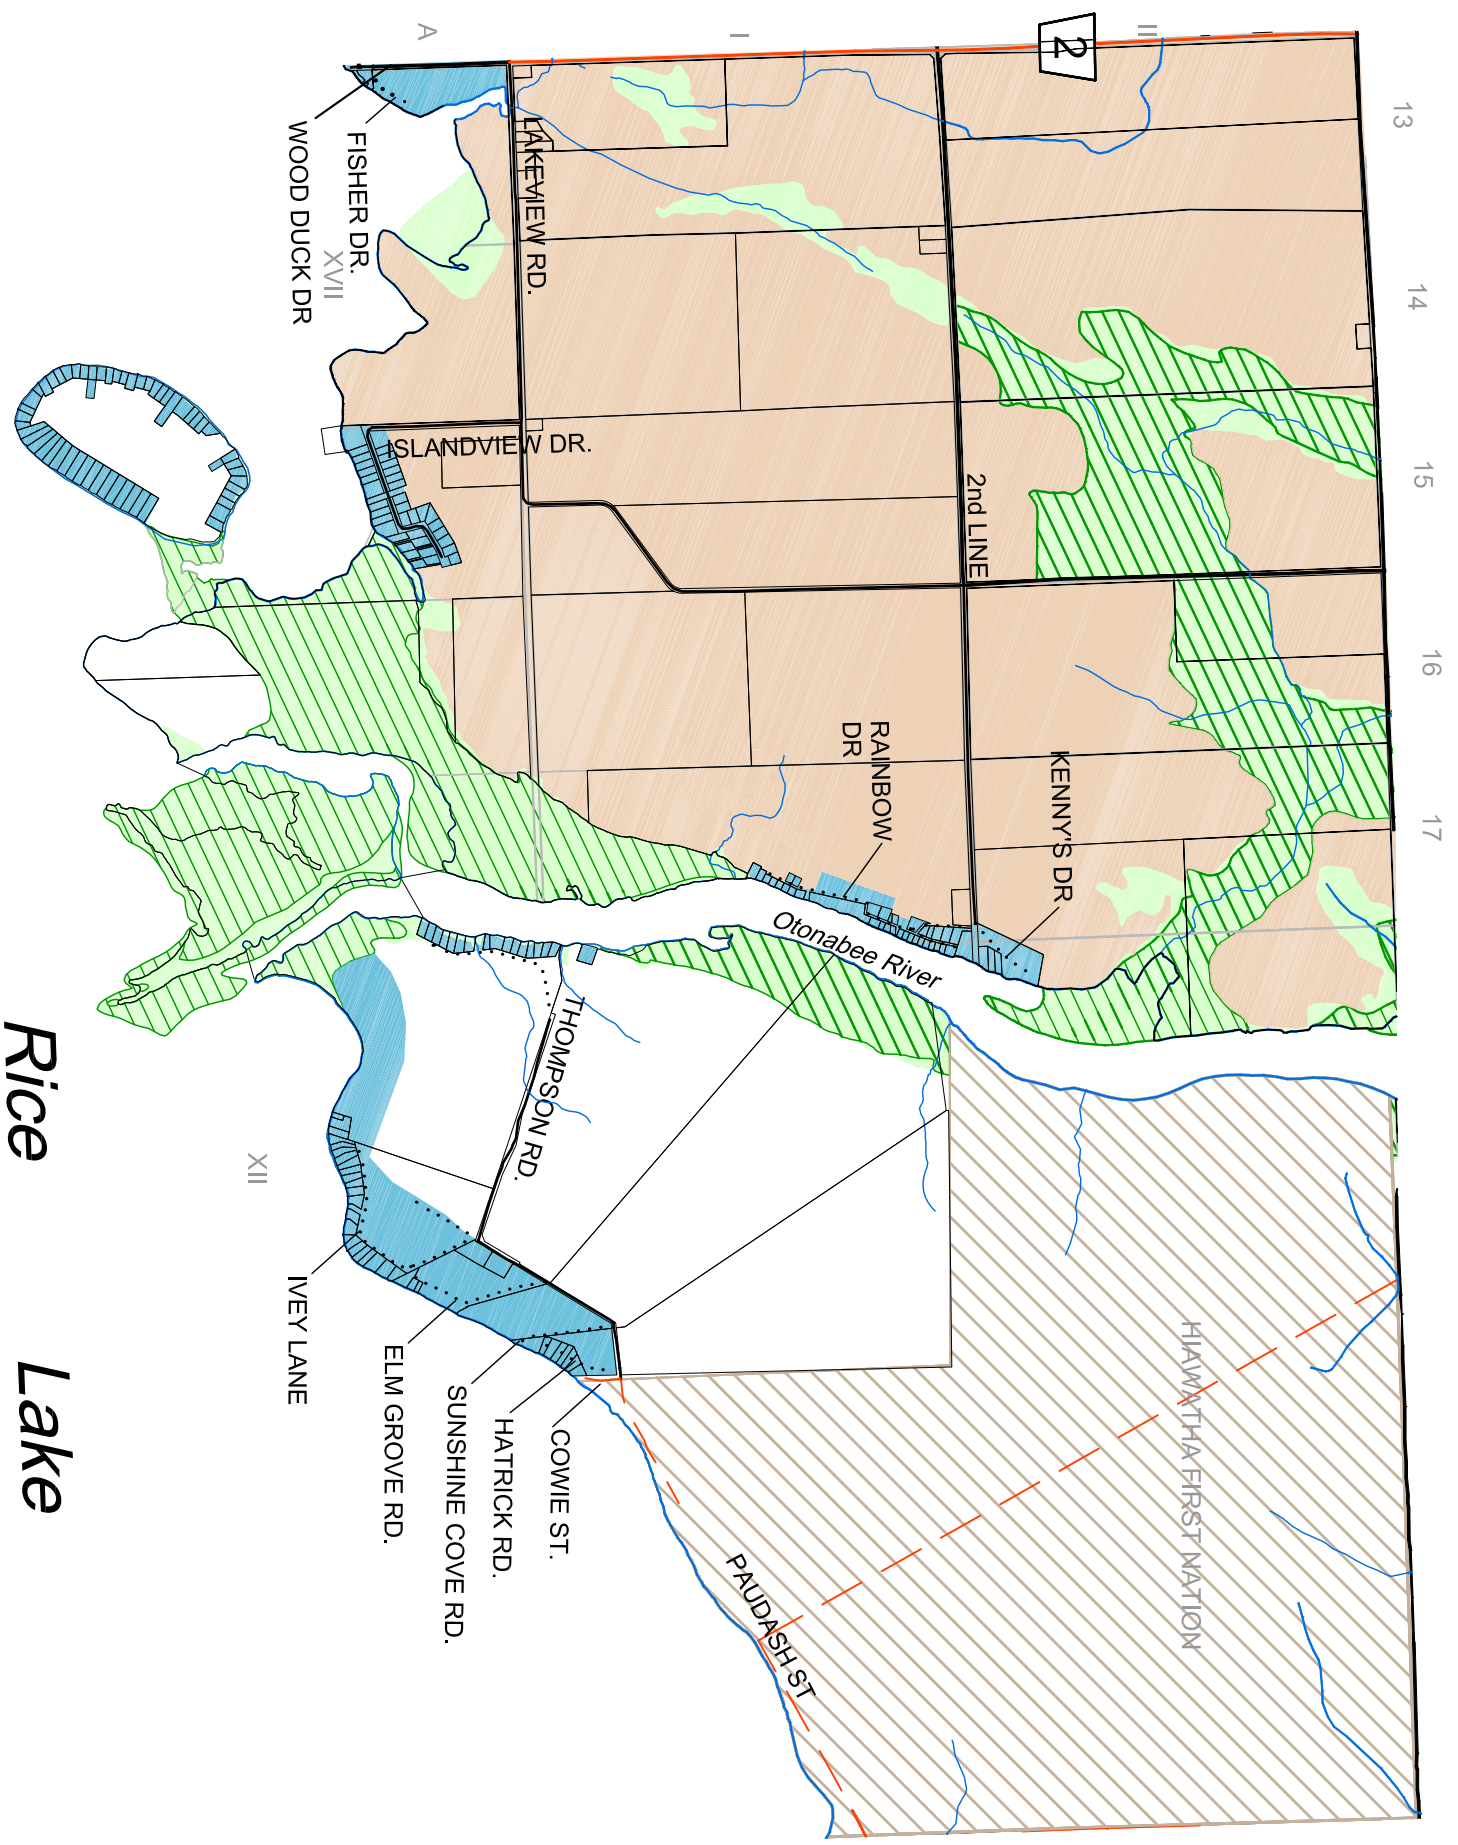 A
I
II
2
13
14
15
16
17
WOOD DUCK DR
FISHER DR.
XVII
LAKEVIEW RD.
ISLANDVIEW DR.
2nd LINE
RAINBOW
DR
KENNY'S DR
Otonabee River
THOMPSON RD.
XII
IVEY LANE
ELM GROVE RD.
SUNSHINE COVE RD.
HATRICK RD.
COWIE ST.
PAUDASH ST
HIAWATHA FIRST NATION
Rice Lake